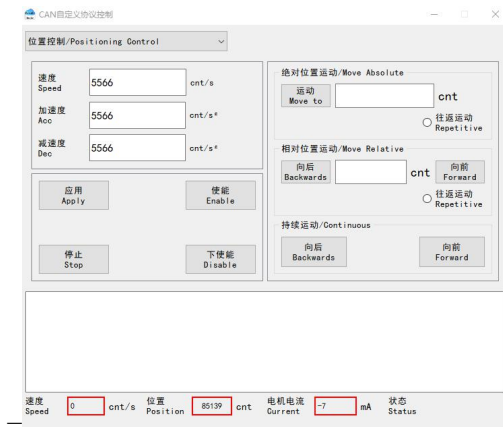 CAN自定义协议控制
位置控制/Positioning Control
速度
Speed
5566
cnt/s
加速度
Acc
5566
cnt/s²
减速度
Dec
5566
cnt/s²
应用
Apply
使能
Enable
停止
Stop
下使能
Disable
绝对位置运动/Move Absolute
运动
Move to
cnt
往返运动
Repetitive
相对位置运动/Move Relative
向后
Backwards
cnt
向前
Forward
往返运动
Repetitive
持续运动/Continuous
向后
Backwards
向前
Forward
速度
Speed
0
cnt/s
位置
Position
85139
cnt
电机电流
Current
-7
mA
状态
Status